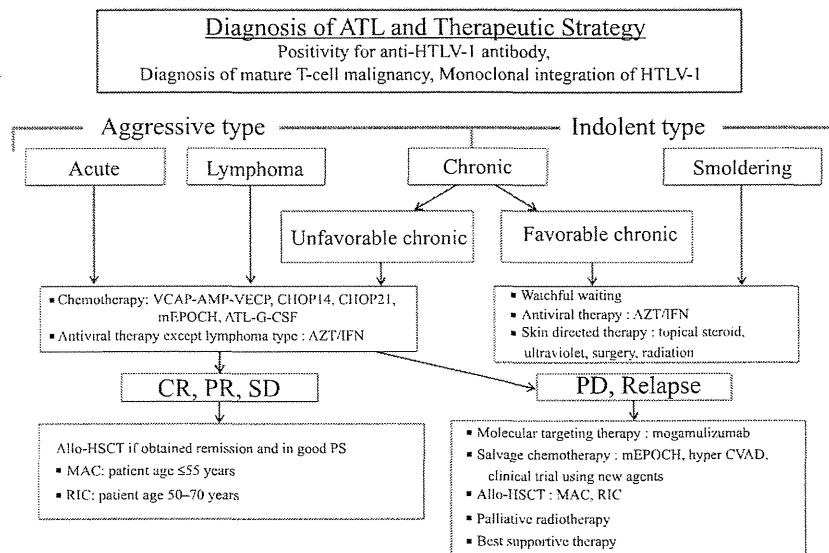 Diagnosis of ATL and Therapeutic Strategy
Positivity for anti-HTLV-1 antibody,
Diagnosis of mature T-cell malignancy, Monoclonal integration of HTLV-1
Aggressive type
Indolent type
Acute
Lymphoma
Chronic
Smoldering
Unfavorable chronic
Favorable chronic
▪ Chemotherapy: VCAP-AMP-VECP, CHOP14, CHOP21,
mEPOCH, ATL-G-CSF
▪ Antiviral therapy except lymphoma type : AZT/IFN
▪ Watchful waiting
▪ Antiviral therapy : AZT/IFN
▪ Skin directed therapy : topical steroid,
ultraviolet, surgery, radiation
CR, PR, SD
PD, Relapse
Allo-HSCT if obtained remission and in good PS
▪ MAC: patient age ≤55 years
▪ RIC: patient age 50–70 years
▪ Molecular targeting therapy : mogamulizumab
▪ Salvage chemotherapy : mEPOCH, hyper CVAD,
clinical trial using new agents
▪ Allo-HSCT : MAC, RIC
▪ Palliative radiotherapy
▪ Best supportive therapy